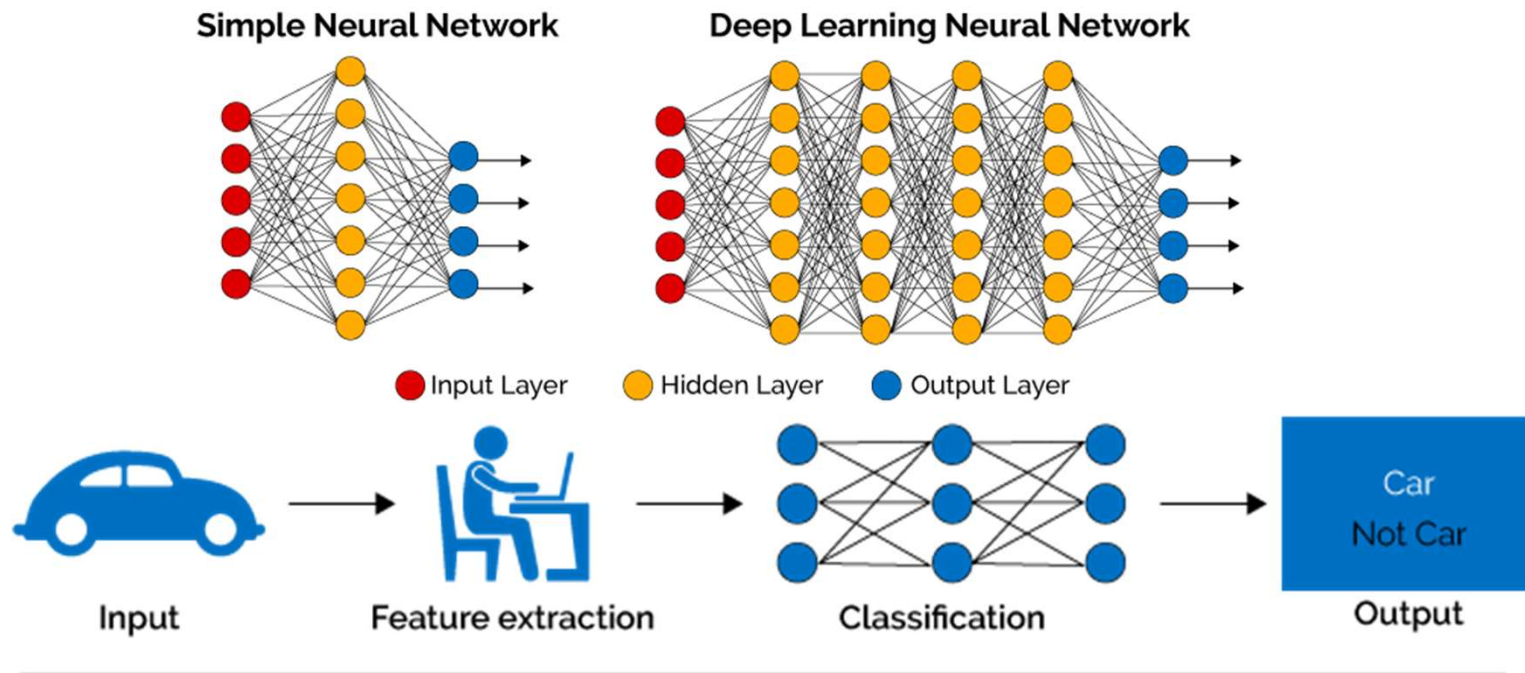 Simple Neural Network
Deep Learning Neural Network
Input Layer
Hidden Layer
Output Layer
Car
Not Car
Input
Feature extraction
Classification
Output